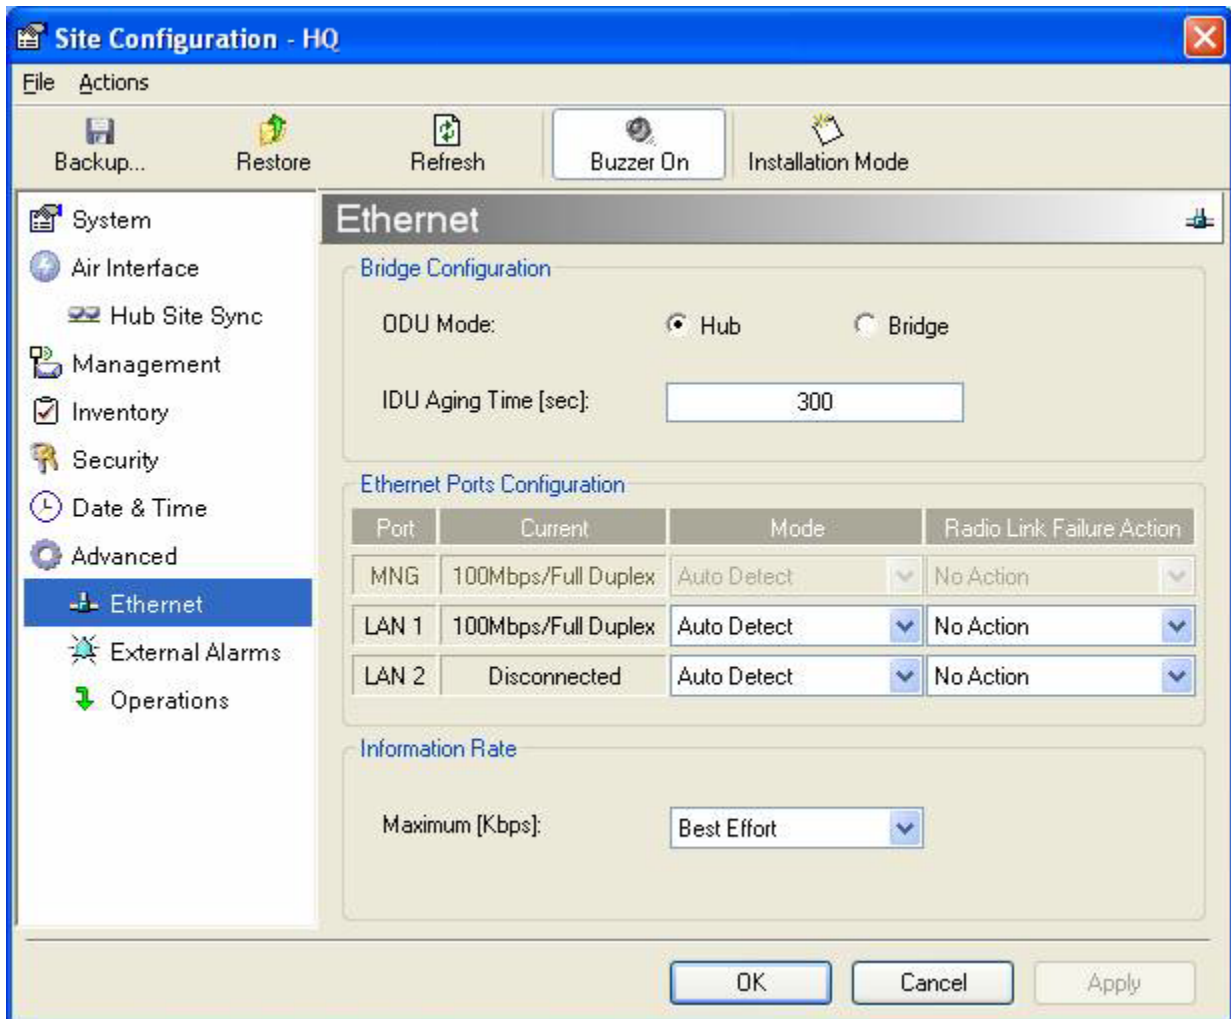 Site Configuration - HQ
File Actions
Backup... Restore Refresh Buzzer On Installation Mode
System
Air Interface
Hub Site Sync
Management
Inventory
Security
Date & Time
Advanced
Ethernet
External Alarms
Operations
Ethernet
Bridge Configuration
ODU Mode: Hub Bridge
IDU Aging Time [sec]: 300
Ethernet Ports Configuration
Port Current Mode Radio Link Failure Action
MNG 100Mbps/Full Duplex Auto Detect No Action
LAN 1 100Mbps/Full Duplex Auto Detect No Action
LAN 2 Disconnected Auto Detect No Action
Information Rate
Maximum [Kbps]: Best Effort
OK Cancel Apply